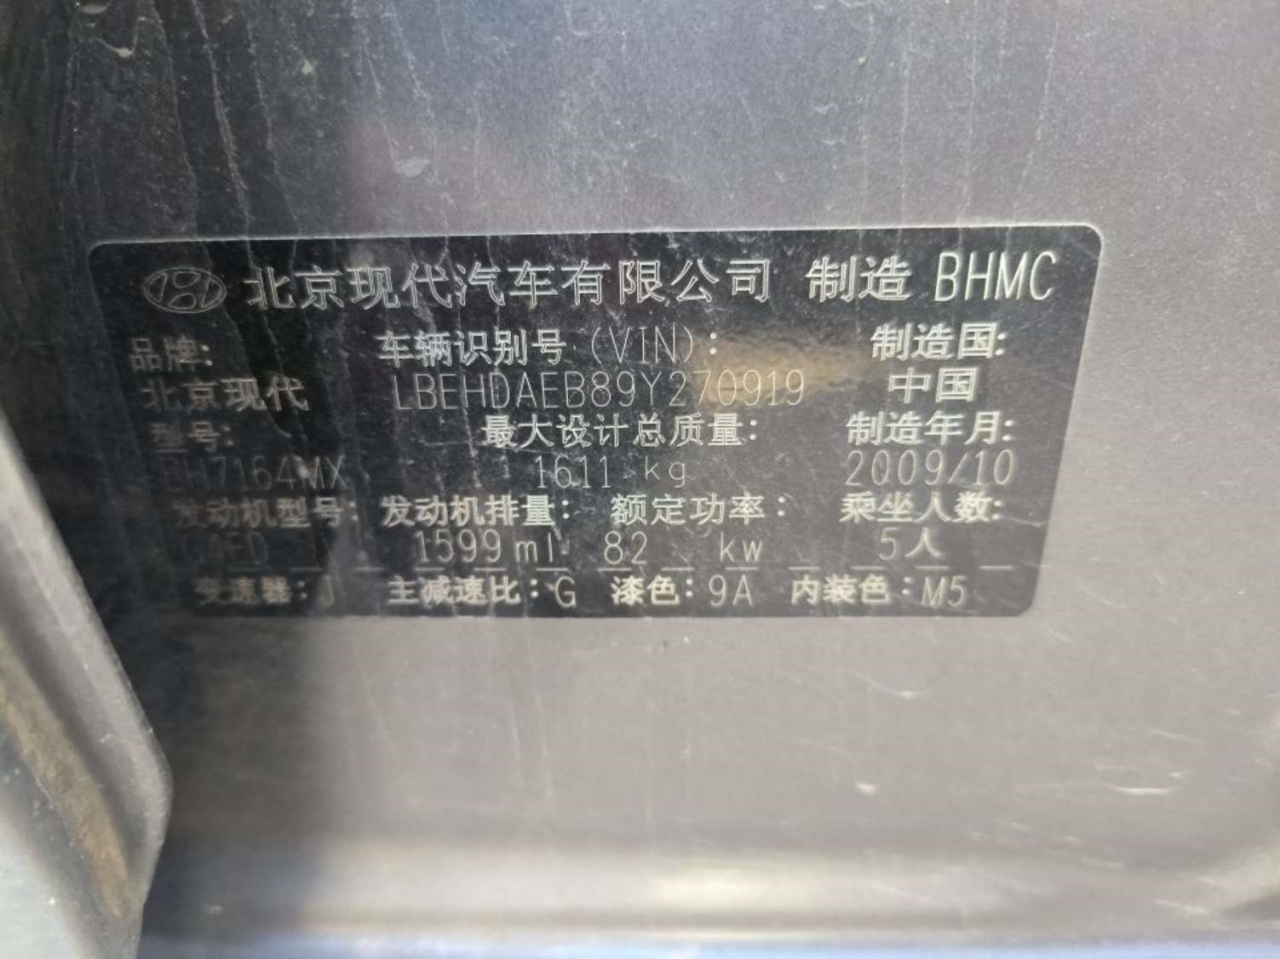 北京现代汽车有限公司 制造 BHMC
品牌: 车辆识别号 (VIN): 制造国:
北京现代 LBEHDAEB89Y270919 中国
型号: 最大设计总质量: 制造年月:
BH7164MX 1611 kg 2009/10
发动机型号: 发动机排量: 额定功率: 乘坐人数:
1599 ml 82 kw 5人
变速器: J 主减速比: G 漆色: 9A 内装色: M5